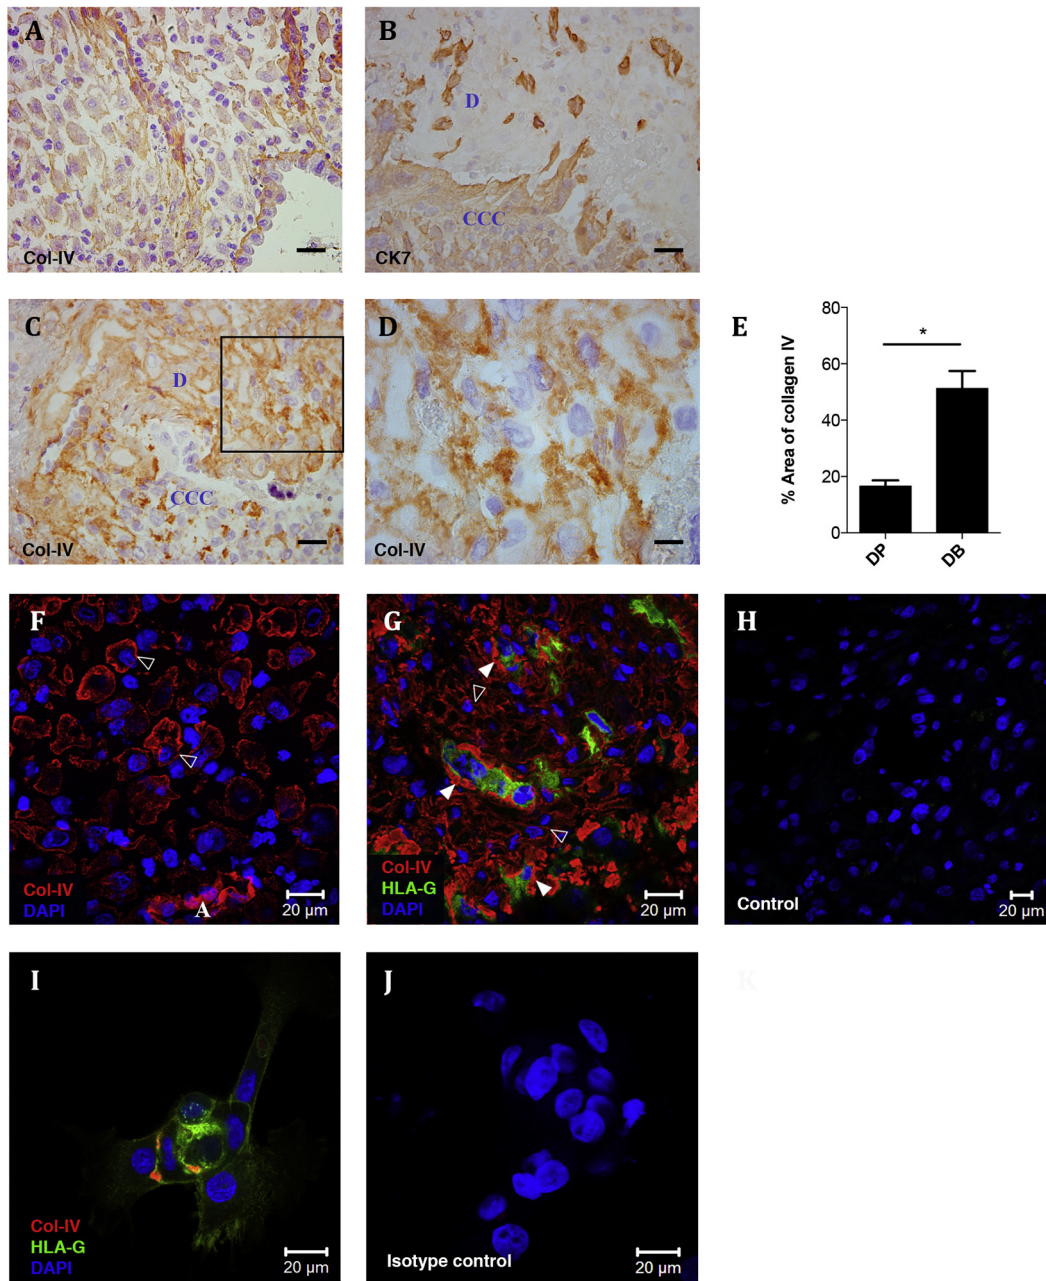 A
Col-IV
B
D
CCC
CK7
C
D
CCC
Col-IV
D
Col-IV
E
% Area of collagen IV
80
60
40
20
0
*
DP
DB
F
Col-IV
DAPI
A
20 μm
G
Col-IV
HLA-G
DAPI
20 μm
H
Control
20 μm
I
Col-IV
HLA-G
DAPI
20 μm
J
Isotype control
20 μm
K